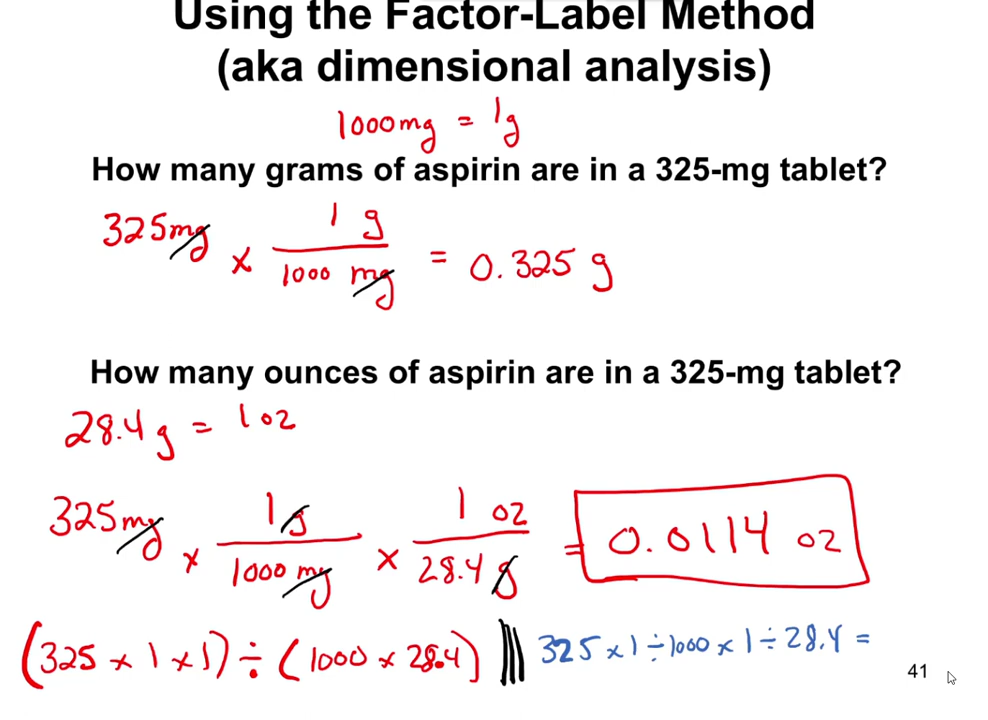 Using the Factor-Label Method
(aka dimensional analysis)
1000mg = 1g
How many grams of aspirin are in a 325-mg tablet?
325mg × 1 g / 1000 mg = 0.325 g
How many ounces of aspirin are in a 325-mg tablet?
28.4g = 1 oz
325mg × 1g / 1000 mg × 1 oz / 28.4 g = 0.0114 oz
(325 × 1 × 1) ÷ (1000 × 28.4) 325 × 1 ÷ 1000 × 1 ÷ 28.4 =
41